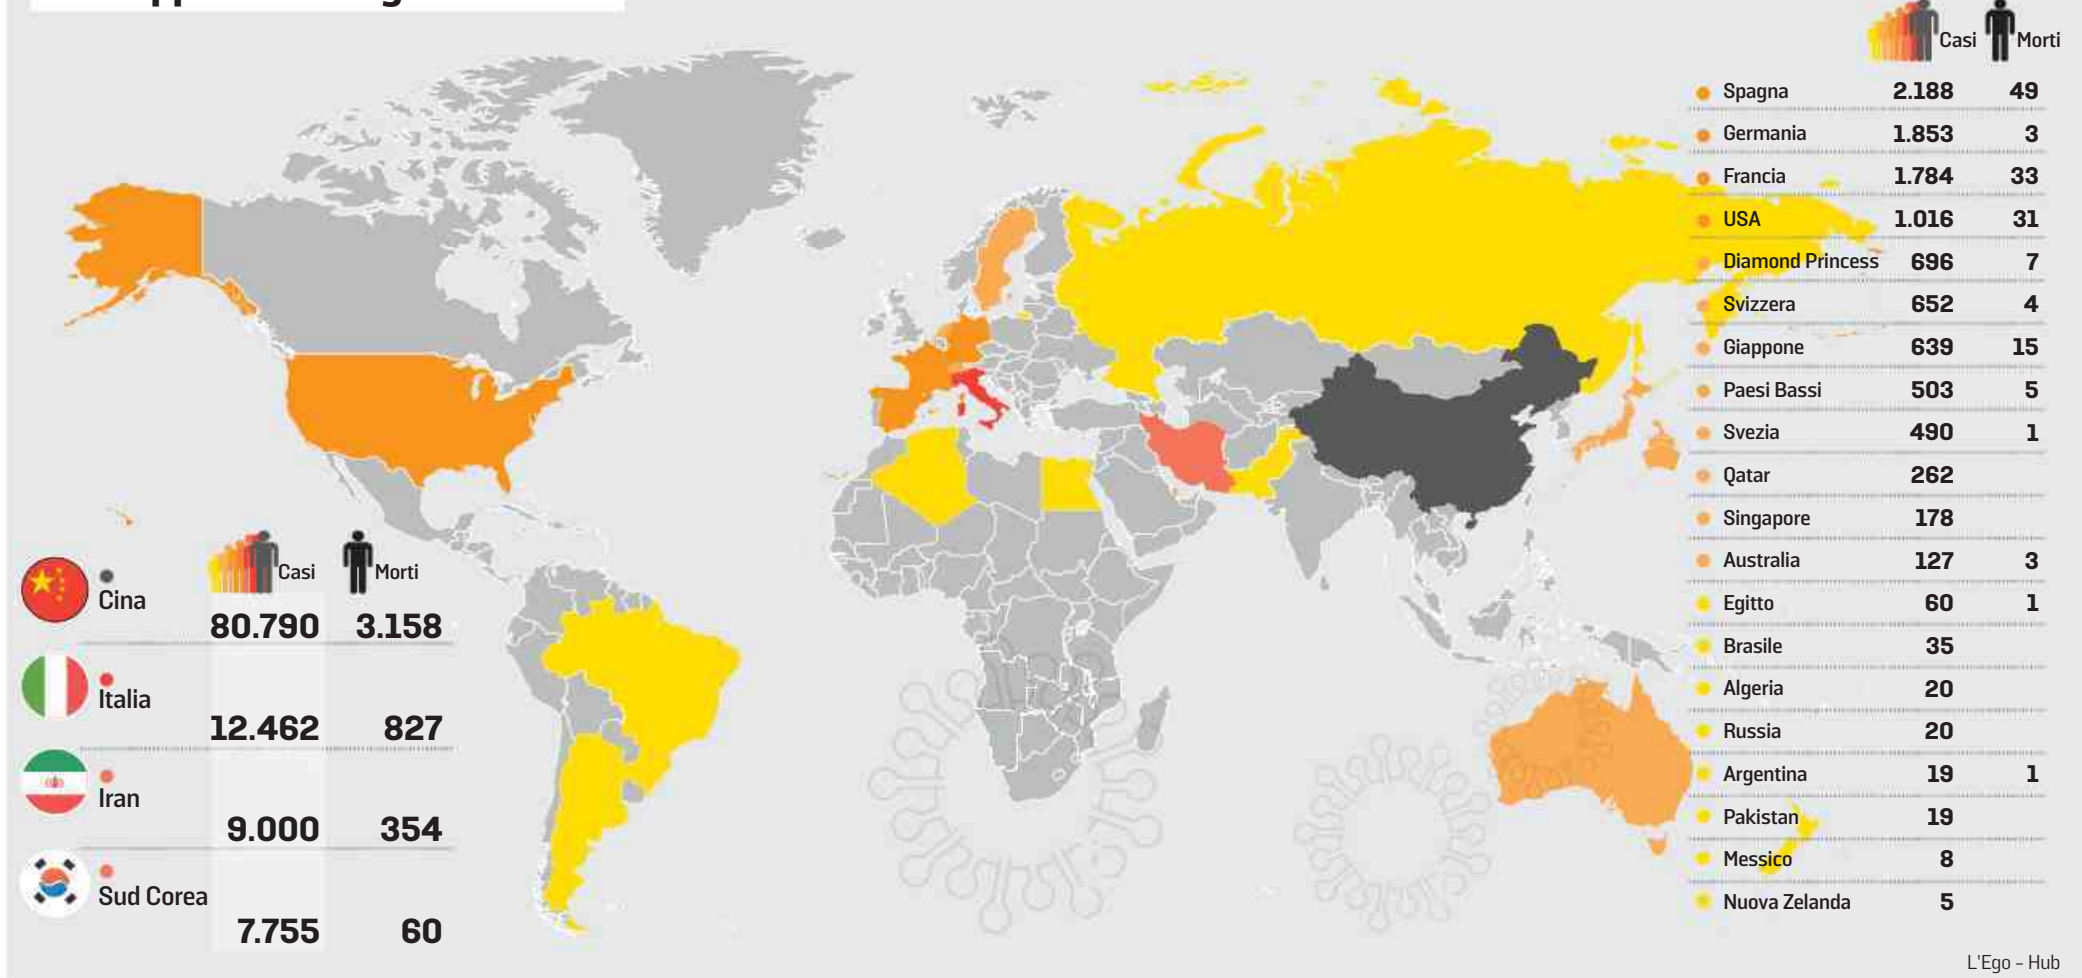 Casi Morti
Cina
80.790 3.158
Italia
12.462 827
Iran
9.000 354
Sud Corea
7.755 60
Casi Morti
Spagna 2.188 49
Germania 1.853 3
Francia 1.784 33
USA 1.016 31
Diamond Princess 696 7
Svizzera 652 4
Giappone 639 15
Paesi Bassi 503 5
Svezia 490 1
Qatar 262
Singapore 178
Australia 127 3
Egitto 60 1
Brasile 35
Algeria 20
Russia 20
Argentina 19 1
Pakistan 19
Messico 8
Nuova Zelanda 5
L'Ego – Hub